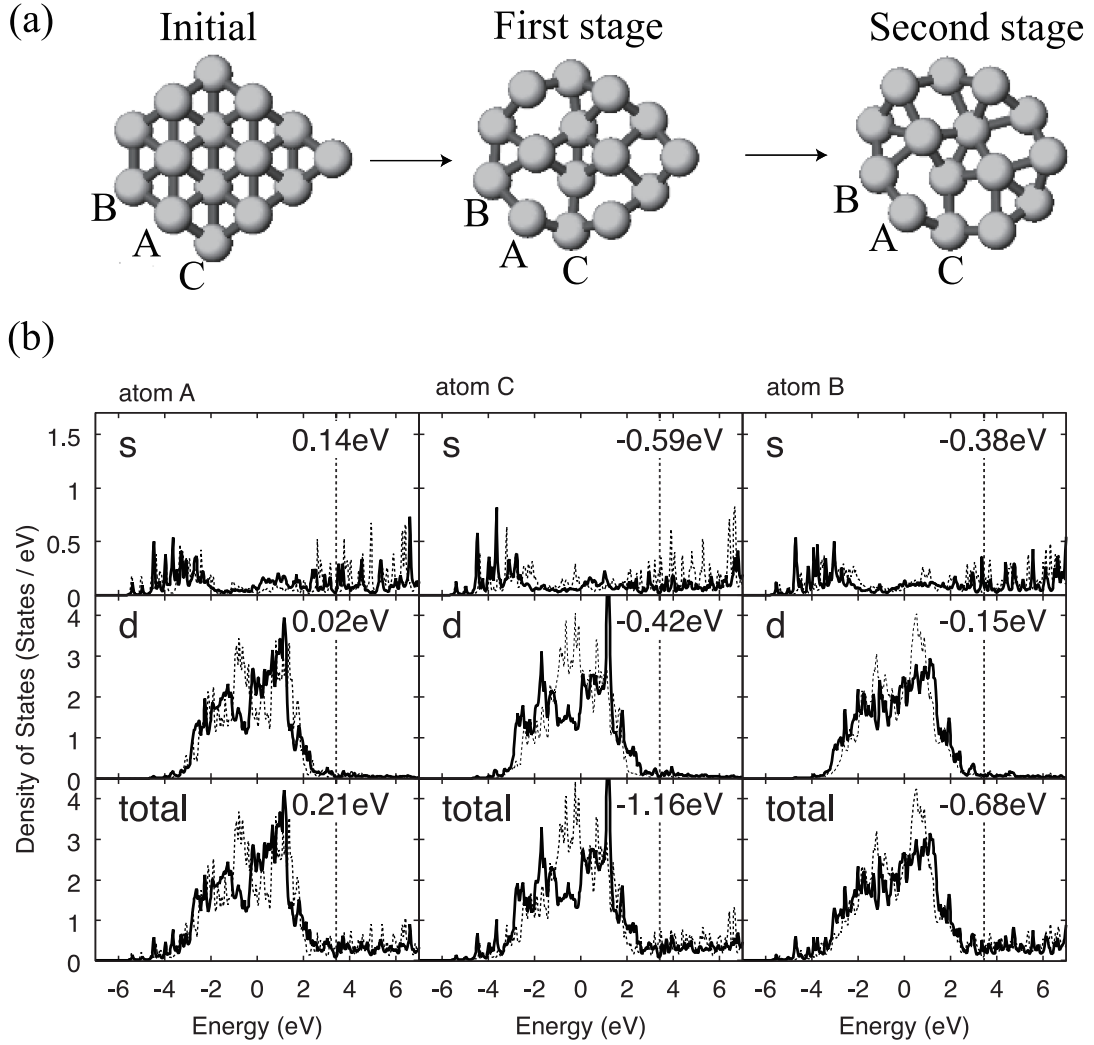 (a)
Initial First stage Second stage
B A C B A C B A C
(b)
atom A atom C atom B
s 0.14eV s -0.59eV s -0.38eV
1.5
1
0.5
0
d 0.02eV d -0.42eV d -0.15eV
4
3
2
1
0
total 0.21eV total -1.16eV total -0.68eV
4
3
2
1
0
Density of States (States / eV)
-6 -4 -2 0 2 4 6 -6 -4 -2 0 2 4 6 -6 -4 -2 0 2 4 6
Energy (eV) Energy (eV) Energy (eV)